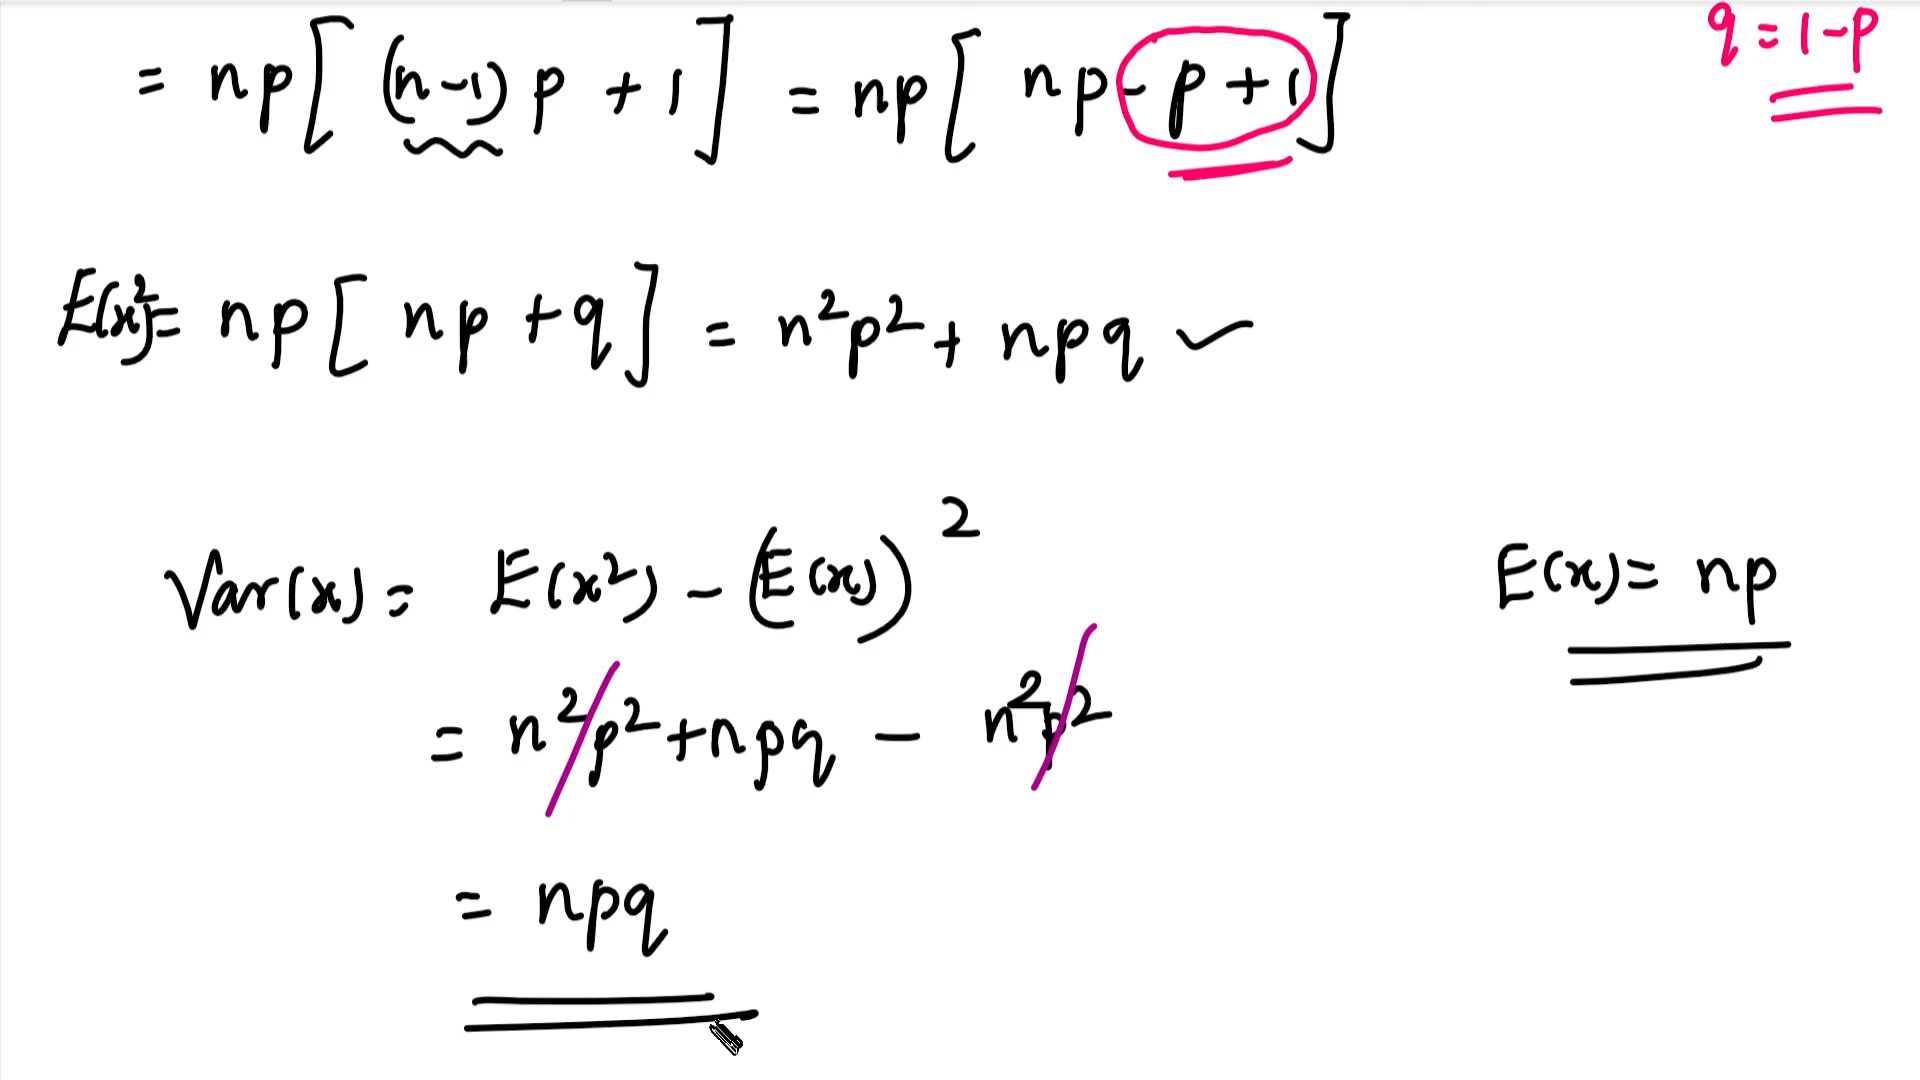 = np[ (n-1) p + 1 ] = np[ np - p + 1 ]
q = 1 - p
E(x²) = np[ np + q ] = n²p² + npq ✓
Var(x) = E(x²) - (E(x))²
E(x) = np
= n²p² + npq - n²p²
= npq